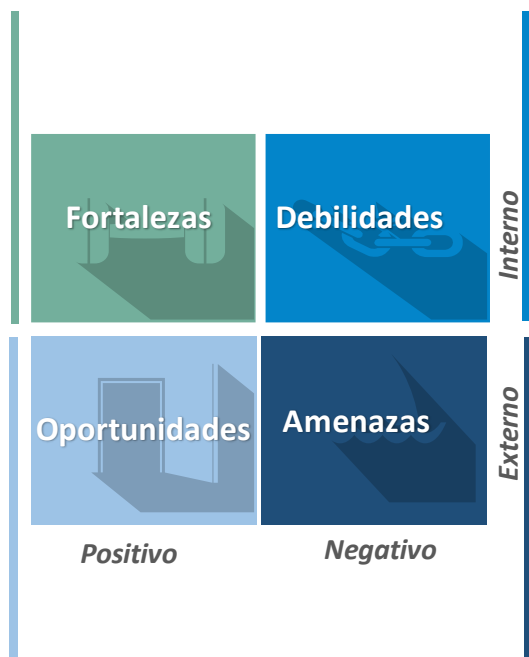 Fortalezas
Debilidades
Interno
Oportunidades
Amenazas
Externo
Positivo
Negativo